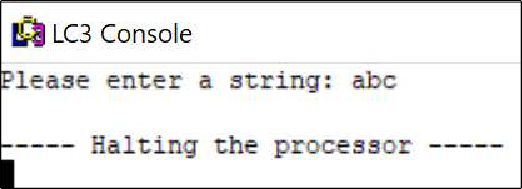 LC3 Console
Please enter a string: abc
----- Halting the processor -----